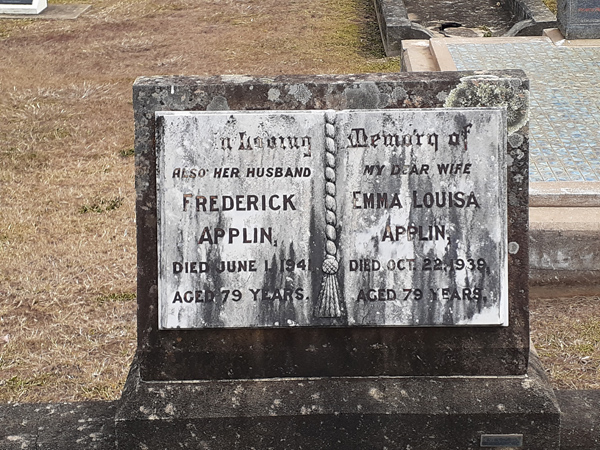 In Loving Memory of
ALSO HER HUSBAND
FREDERICK
APPLIN,
DIED JUNE 1, 1941
AGED 79 YEARS.
MY DEAR WIFE
EMMA LOUISA
APPLIN,
DIED OCT. 22, 1939,
AGED 79 YEARS.